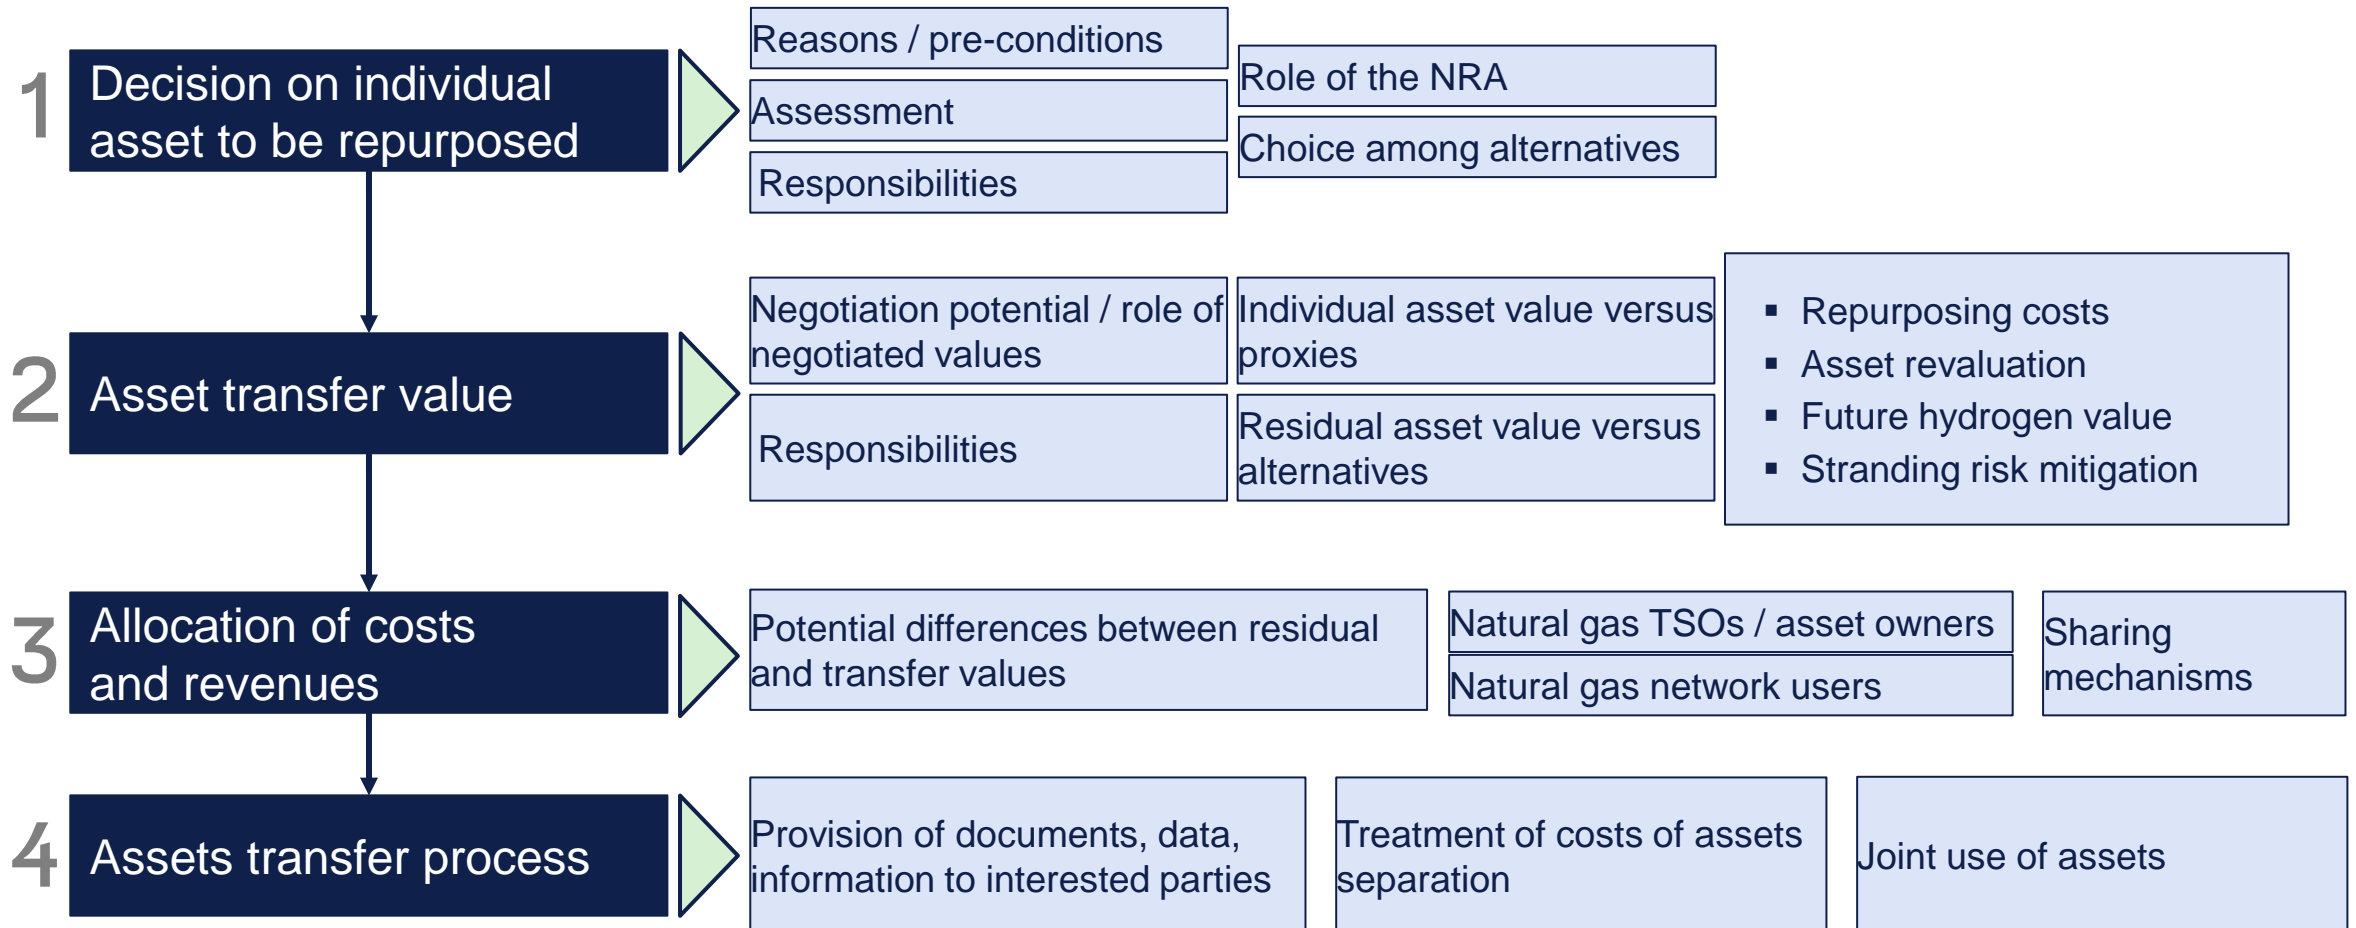 1
Decision on individual
asset to be repurposed
Reasons / pre-conditions
Assessment
Responsibilities
Role of the NRA
Choice among alternatives
2
Asset transfer value
Negotiation potential / role of
negotiated values
Individual asset value versus
proxies
Responsibilities
Residual asset value versus
alternatives
▪ Repurposing costs
▪ Asset revaluation
▪ Future hydrogen value
▪ Stranding risk mitigation
3
Allocation of costs
and revenues
Potential differences between residual
and transfer values
Natural gas TSOs / asset owners
Natural gas network users
Sharing
mechanisms
4
Assets transfer process
Provision of documents, data,
information to interested parties
Treatment of costs of assets
separation
Joint use of assets